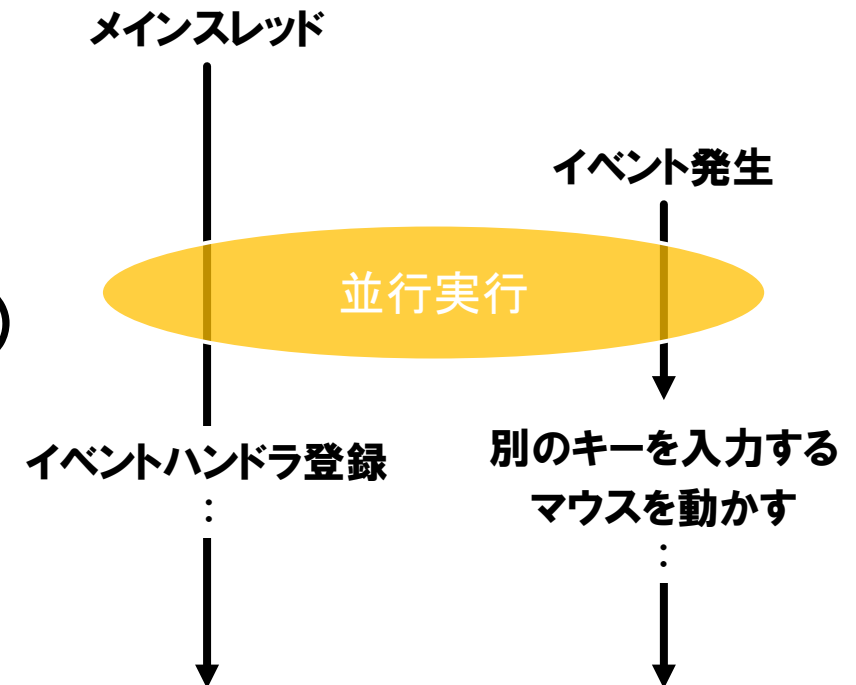 メインスレッド
イベント発生
並行実行
)
イベントハンドラ登録
:
別のキーを入力する
マウスを動かす
: